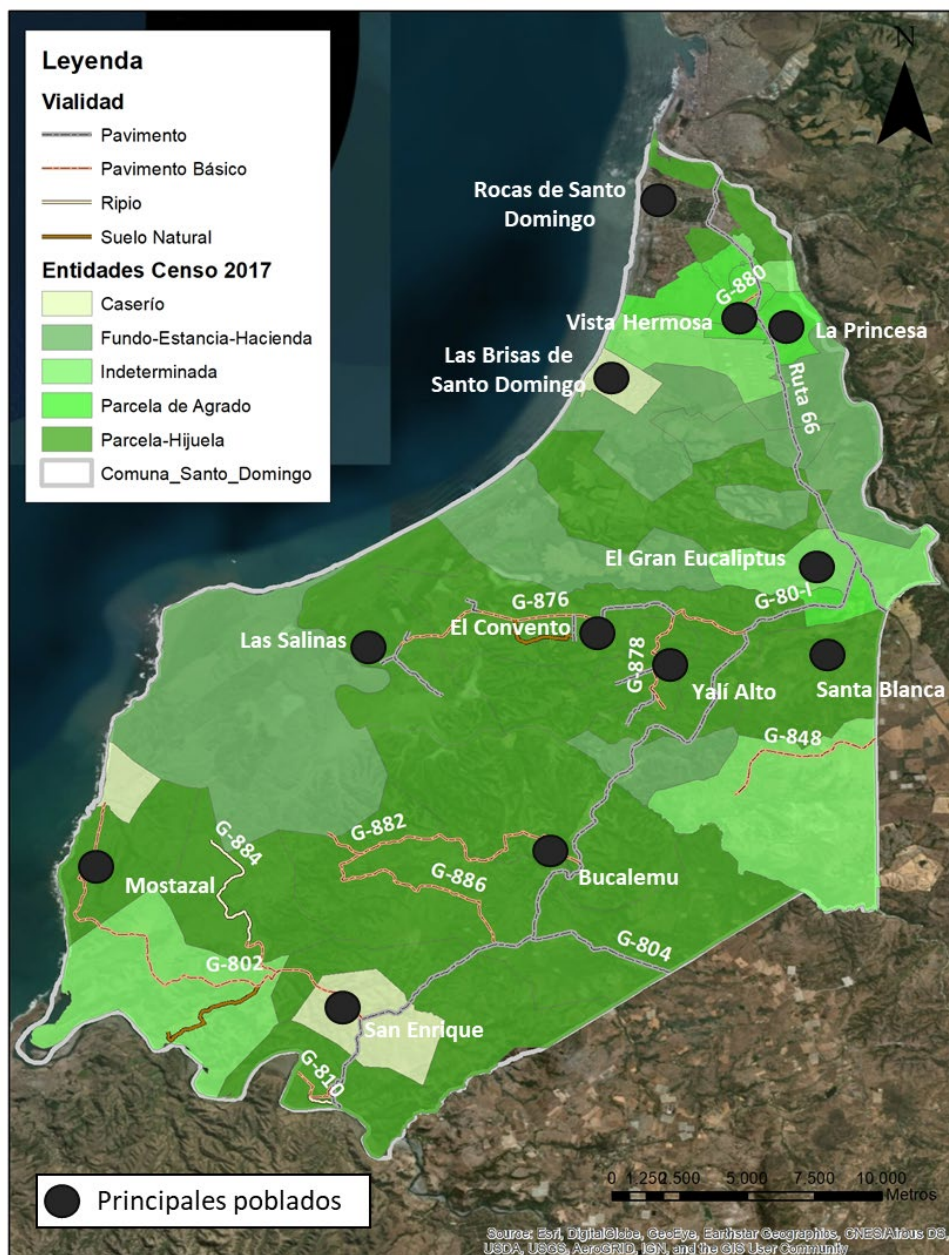 Leyenda
Vialidad
Pavimento
Pavimento Básico
Ripio
Suelo Natural
Entidades Censo 2017
Caserío
Fundo-Estancia-Hacienda
Indeterminada
Parcela de Agrado
Parcela-Hijuela
Comuna_Santo_Domingo
N
Rocas de Santo
Domingo
G-880
Vista Hermosa
La Princesa
Las Brisas de
Santo Domingo
Ruta 66
El Gran Eucaliptus
G-80-I
G-876
El Convento
Las Salinas
G-878
Yalí Alto
Santa Blanca
G-848
G-882
G-884
G-886
Bucalemu
Mostazal
G-804
G-802
San Enrique
G-810
Principales poblados
0 1.250 2.500 5.000 7.500 10.000
Metros
Source: Esri, DigitalGlobe, GeoEye, Earthstar Geographics, CNES/Airbus DS,
USDA, USGS, AeroGRID, IGN, and the GIS User Community